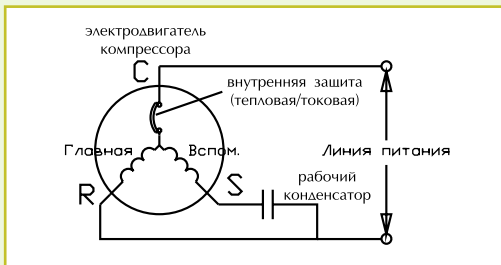 электродвигатель
компрессора
C
внутренняя зашита
(тепловая/токовая)
Главная
Вспом.
Линия питания
R
S
рабочий
конденсатор